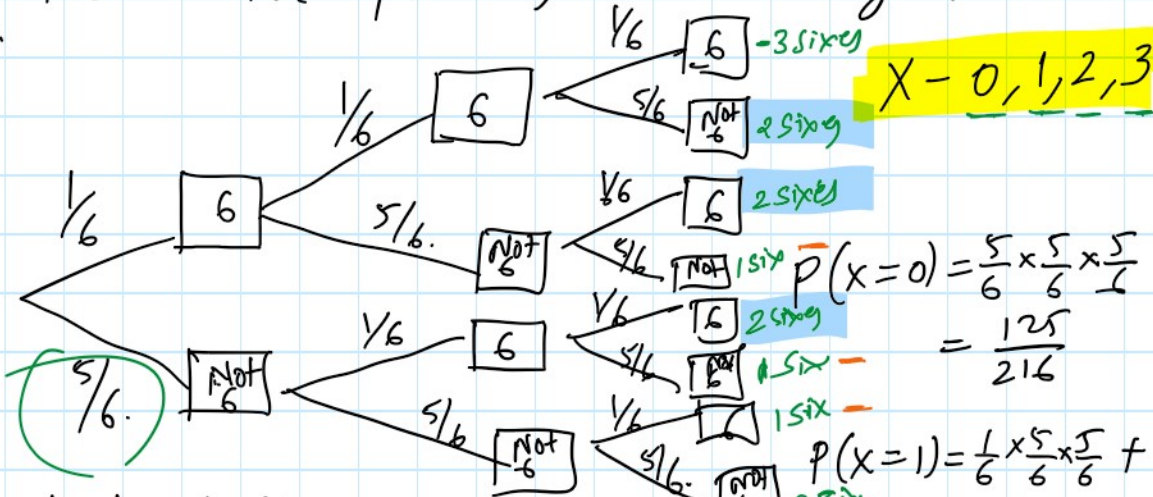 1/6
6
-3 sixes
X - 0, 1, 2, 3
1/6
6
5/6
Not 6
2 sixes
1/6
6
1/6
6
2 sixes
5/6.
Not 6
5/6
Not
1 six
P(x=0) = 5/6 × 5/6 × 5/6
1/6
6
2 sixes
= 125/216
1/6
6
5/6
Not 6
1 six
5/6.
Not 6
1/6
6
1 six
5/6
Not 6
5/6.
Not
P(x=1) = 1/6 × 5/6 × 5/6 +